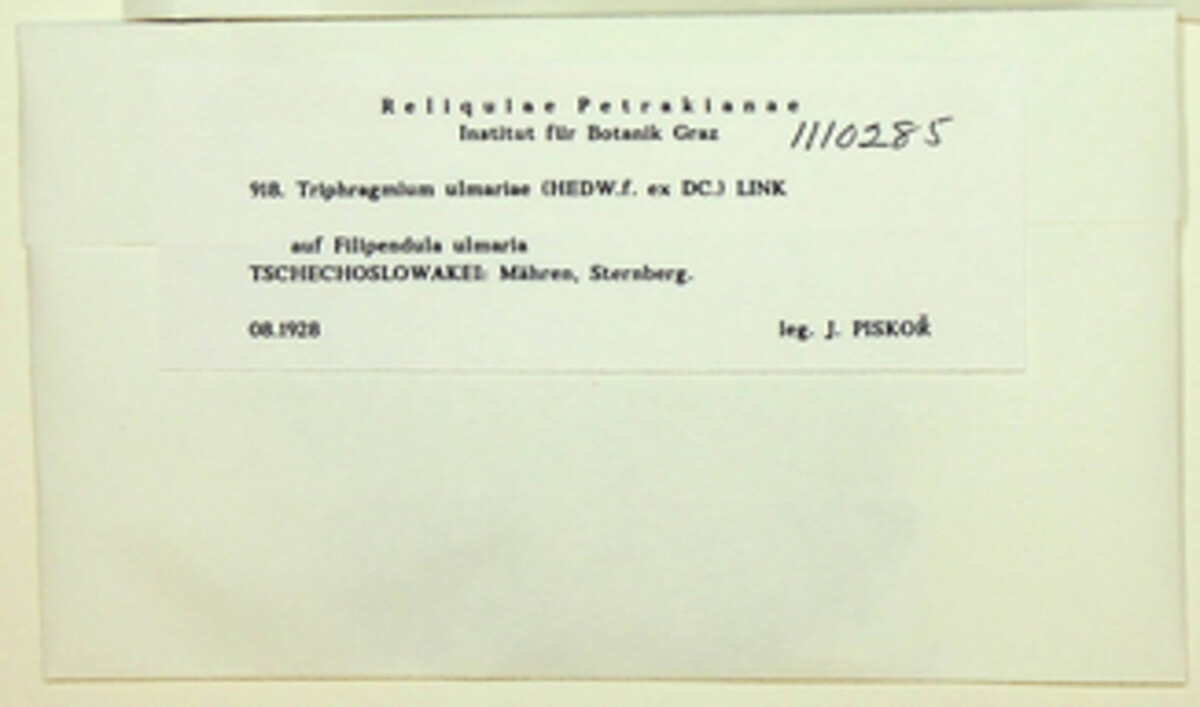 Reliquiae Petrakianae
Institut für Botanik Graz
1110285
918. Triphragmium ulmariae (HEDW.f. ex DC.) LINK
auf Filipendula ulmaria
TSCHECHOSLOWAKEI: Mähren, Sternberg.
08.1928 leg. J. PISKOŘ